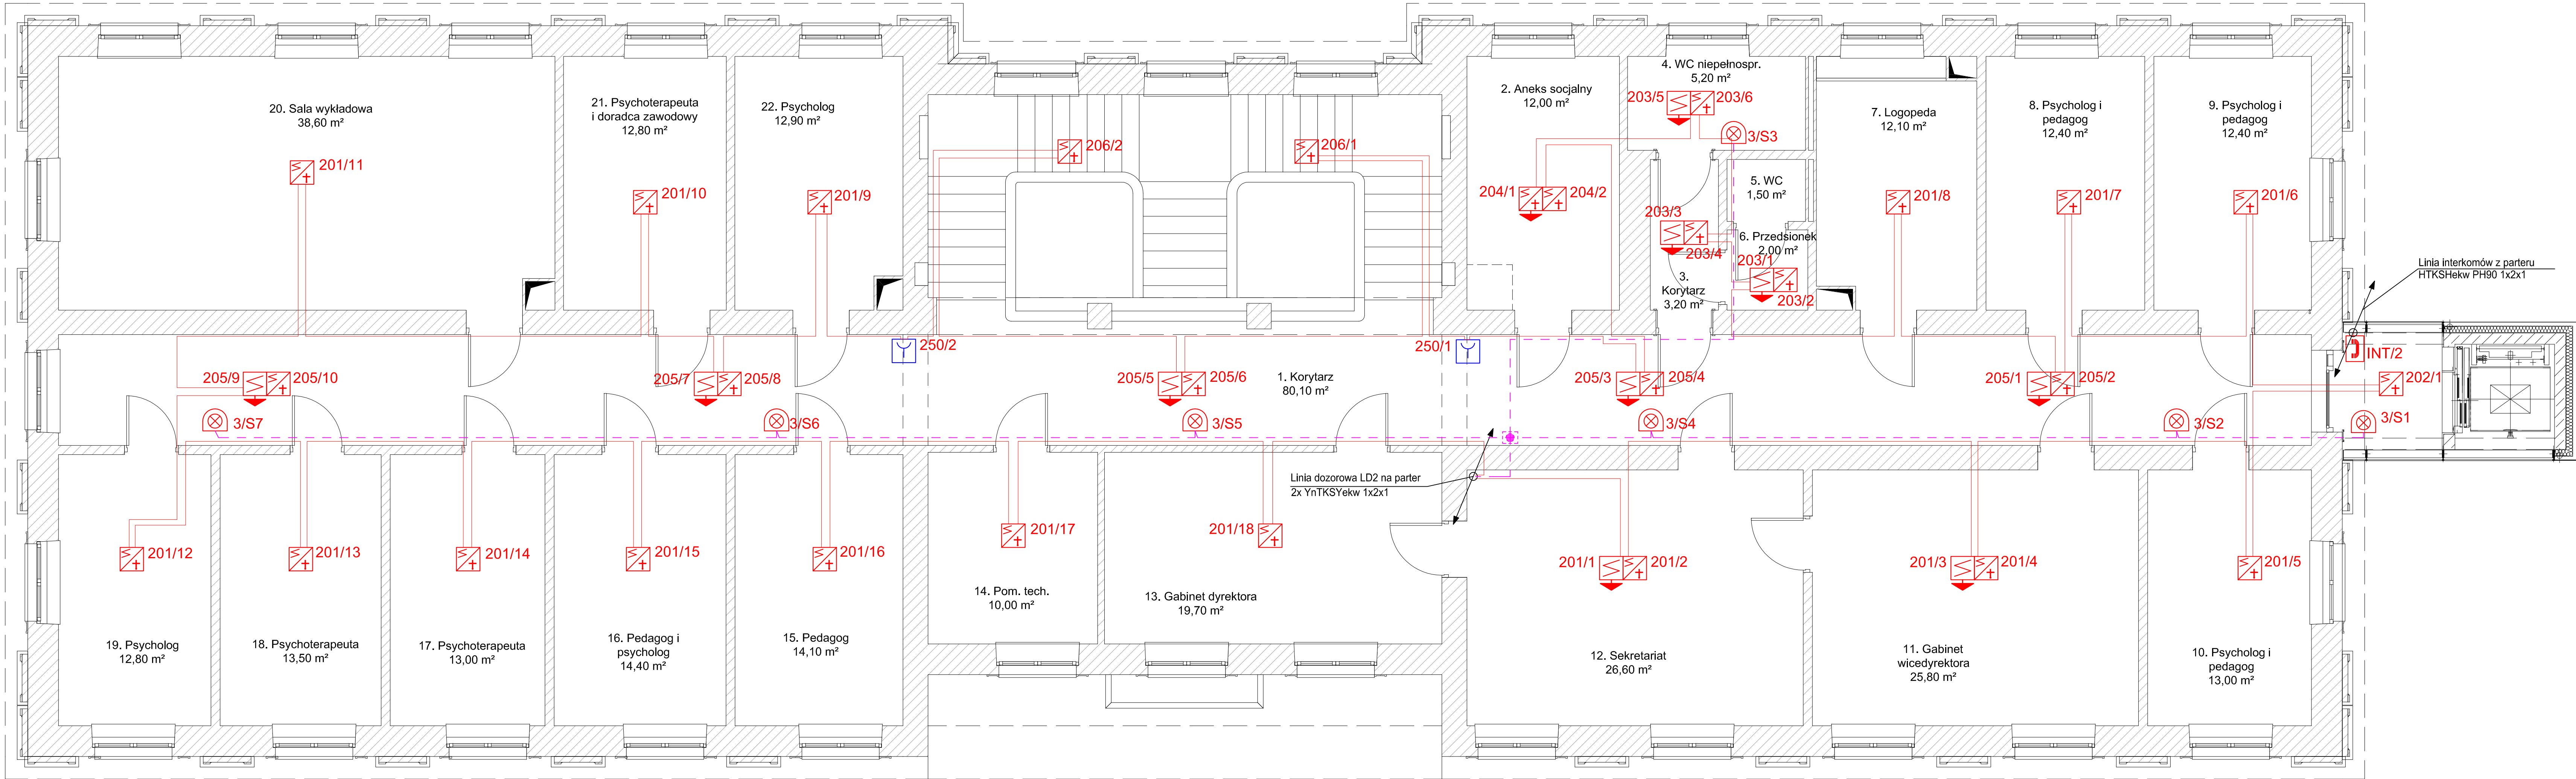 20. Sala wykładowa
38,60 m²
201/11
21. Psychoterapeuta
i doradca zawodowy
12,80 m²
201/10
22. Psycholog
12,90 m²
201/9
206/2
206/1
2. Aneks socjalny
12,00 m²
204/1
204/2
4. WC niepełnospr.
5,20 m²
203/5
203/6
3/S3
5. WC
1,50 m²
203/3
203/4
6. Przedsionek
2,00 m²
203/1
203/2
3.
Korytarz
3,20 m²
7. Logopeda
12,10 m²
201/8
8. Psycholog i
pedagog
12,40 m²
201/7
9. Psycholog i
pedagog
12,40 m²
201/6
Linia interkomów z parteru
HTKSHekw PH90 1x2x1
INT/2
202/1
3/S1
250/2
250/1
205/9
205/10
205/7
205/8
205/5
205/6
1. Korytarz
80,10 m²
205/3
205/4
205/1
205/2
3/S7
3/S6
3/S5
3/S4
3/S2
Linia dozorowa LD2 na parter
2x YnTKSYekw 1x2x1
201/12
201/13
201/14
201/15
201/16
201/17
201/18
201/1
201/2
201/3
201/4
201/5
19. Psycholog
12,80 m²
18. Psychoterapeuta
13,50 m²
17. Psychoterapeuta
13,00 m²
16. Pedagog i
psycholog
14,40 m²
15. Pedagog
14,10 m²
14. Pom. tech.
10,00 m²
13. Gabinet dyrektora
19,70 m²
12. Sekretariat
26,60 m²
11. Gabinet
wicedyrektora
25,80 m²
10. Psycholog i
pedagog
13,00 m²